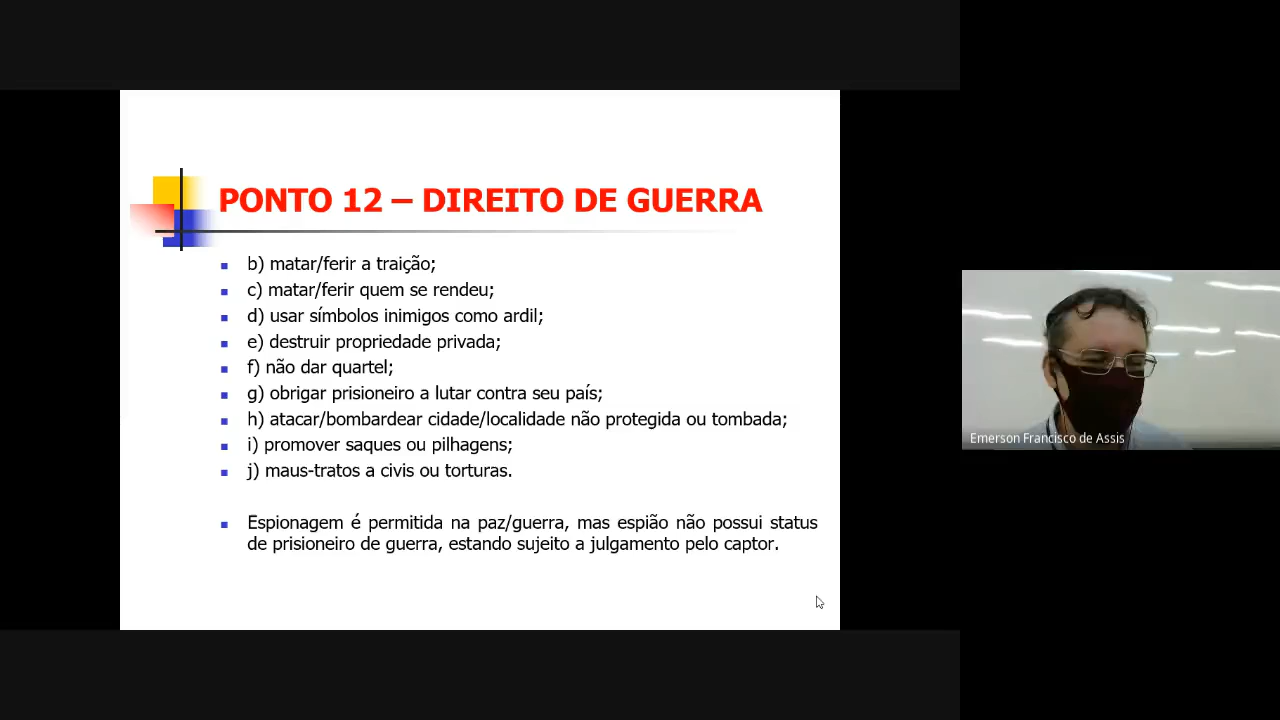 PONTO 12 – DIREITO DE GUERRA
b) matar/ferir a traição;
c) matar/ferir quem se rendeu;
d) usar símbolos inimigos como ardil;
e) destruir propriedade privada;
f) não dar quartel;
g) obrigar prisioneiro a lutar contra seu país;
h) atacar/bombardear cidade/localidade não protegida ou tombada;
i) promover saques ou pilhagens;
j) maus-tratos a civis ou torturas.
Espionagem é permitida na paz/guerra, mas espião não possui status
de prisioneiro de guerra, estando sujeito a julgamento pelo captor.
Emerson Francisco de Assis